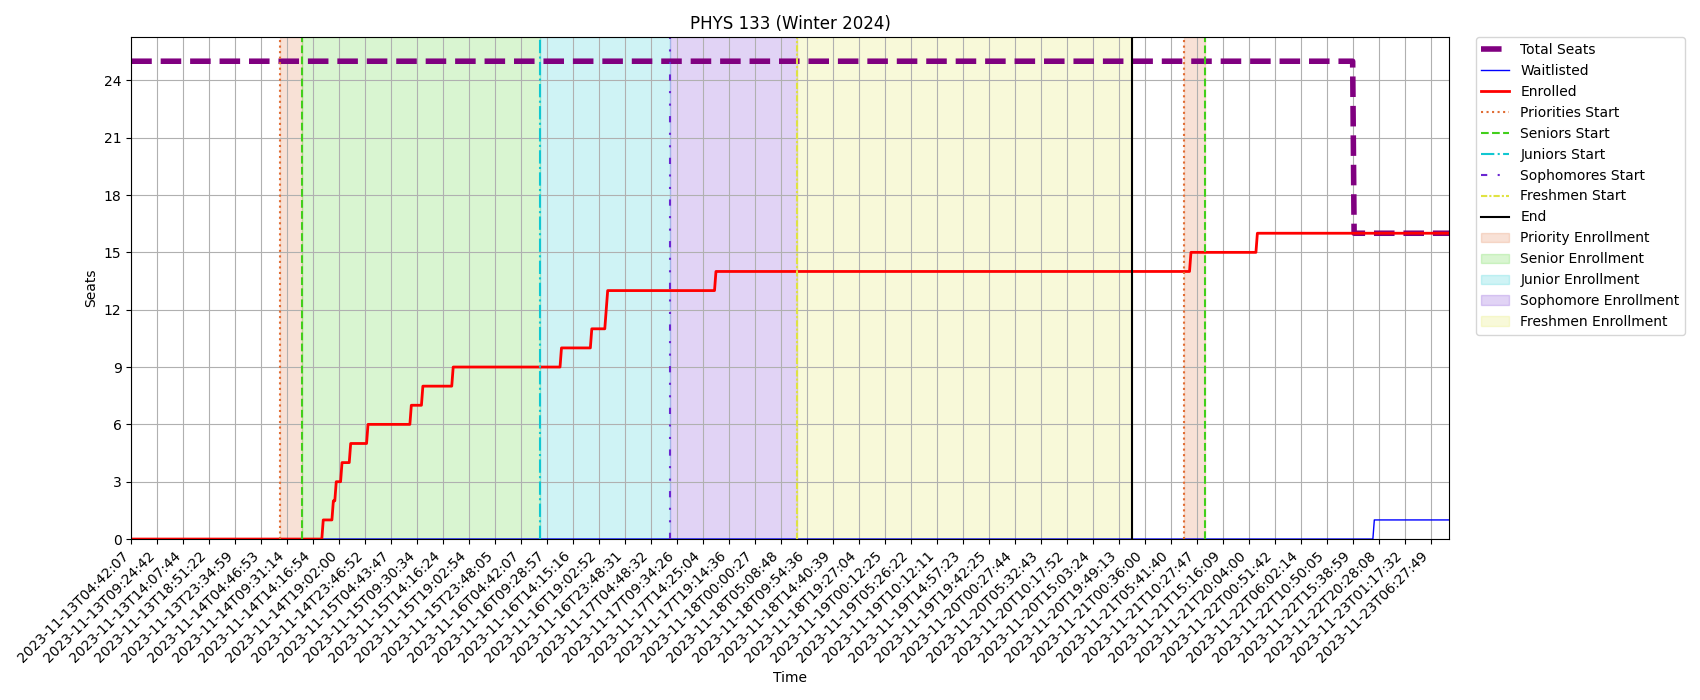 PHYS 133 (Winter 2024)
Seats
24
21
18
15
12
9
6
3
0
2023-11-13T04:42:07
2023-11-13T09:24:42
2023-11-13T14:07:44
2023-11-13T18:51:22
2023-11-13T23:34:59
2023-11-14T04:46:53
2023-11-14T09:31:14
2023-11-14T14:16:54
2023-11-14T19:02:00
2023-11-14T23:46:52
2023-11-15T04:43:47
2023-11-15T09:30:34
2023-11-15T14:16:24
2023-11-15T19:02:54
2023-11-15T23:48:05
2023-11-16T04:42:07
2023-11-16T09:28:57
2023-11-16T14:15:16
2023-11-16T19:02:52
2023-11-16T23:48:31
2023-11-17T04:48:32
2023-11-17T09:34:26
2023-11-17T14:25:04
2023-11-17T19:14:36
2023-11-18T00:00:27
2023-11-18T05:08:48
2023-11-18T09:54:36
2023-11-18T14:40:39
2023-11-18T19:27:04
2023-11-19T00:12:25
2023-11-19T05:26:22
2023-11-19T10:12:11
2023-11-19T14:57:23
2023-11-19T19:42:25
2023-11-20T00:27:44
2023-11-20T05:32:43
2023-11-20T10:17:52
2023-11-20T15:03:24
2023-11-20T19:49:13
2023-11-21T00:36:00
2023-11-21T05:41:40
2023-11-21T10:27:47
2023-11-21T15:16:09
2023-11-21T20:04:00
2023-11-22T00:51:42
2023-11-22T06:02:14
2023-11-22T10:50:05
2023-11-22T15:38:59
2023-11-22T20:28:08
2023-11-23T01:17:32
2023-11-23T06:27:49
Time
Total Seats
Waitlisted
Enrolled
Priorities Start
Seniors Start
Juniors Start
Sophomores Start
Freshmen Start
End
Priority Enrollment
Senior Enrollment
Junior Enrollment
Sophomore Enrollment
Freshmen Enrollment